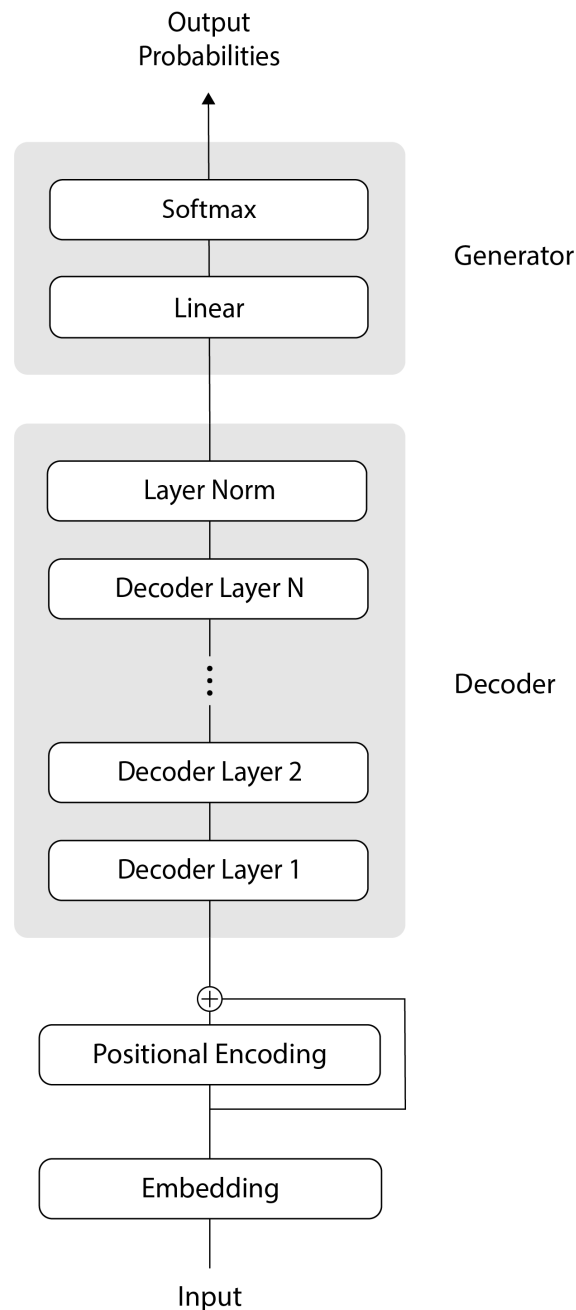 Output
Probabilities
Softmax
Generator
Linear
Layer Norm
Decoder Layer N
Decoder
Decoder Layer 2
Decoder Layer 1
Positional Encoding
Embedding
Input